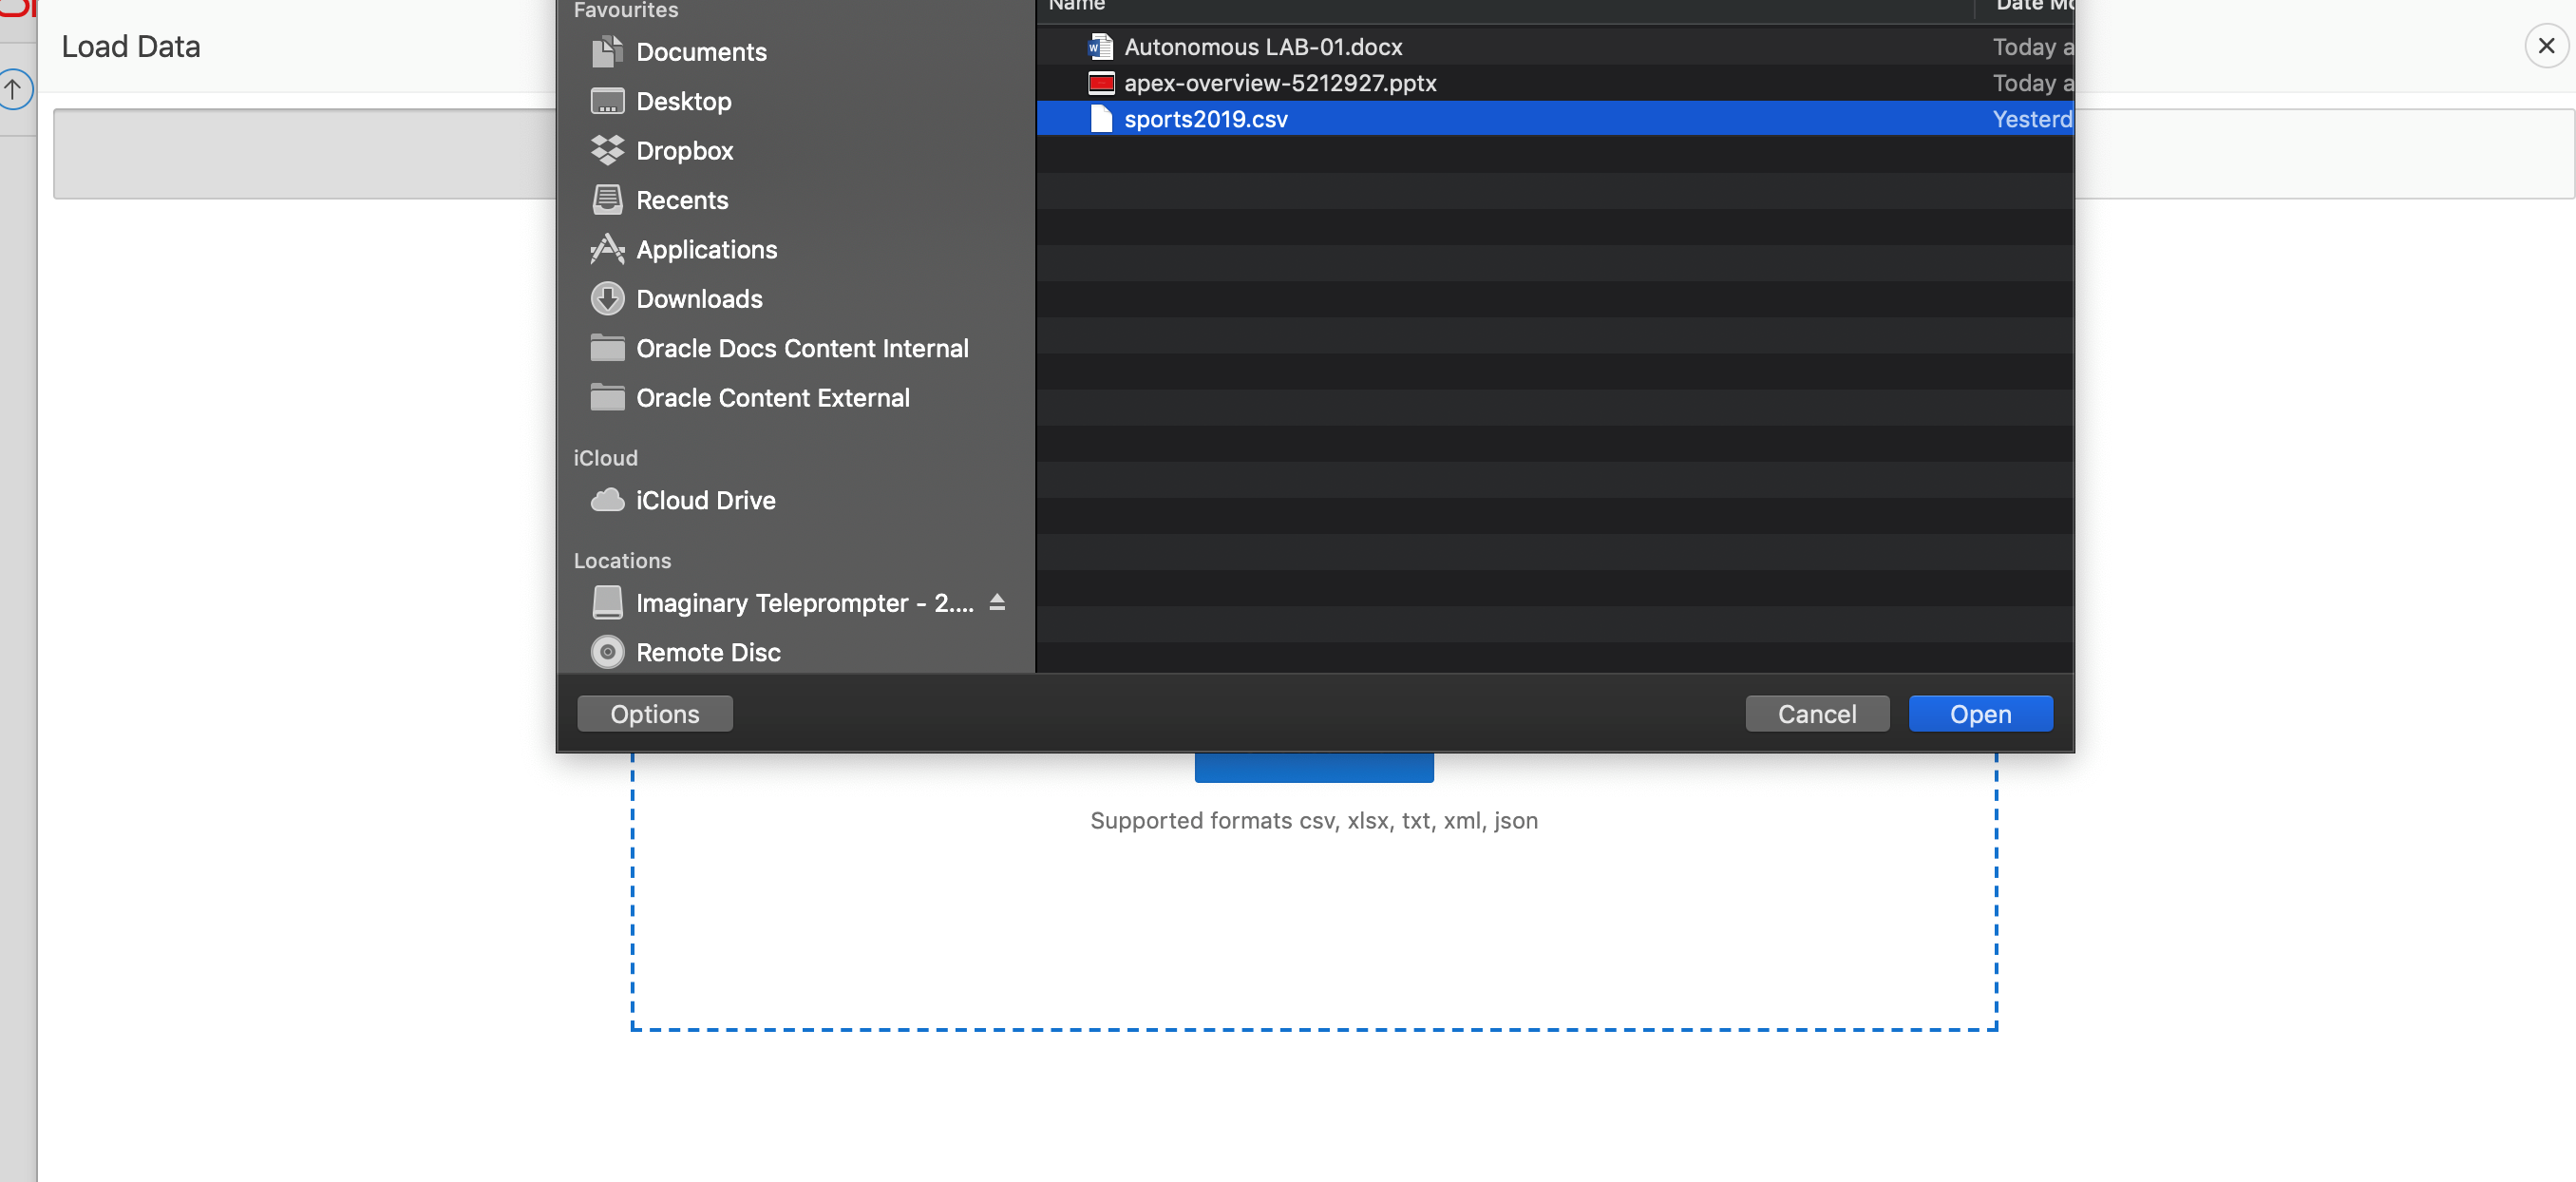 Load Data
Favourites
Documents
Desktop
Dropbox
Recents
Applications
Downloads
Oracle Docs Content Internal
Oracle Content External
iCloud
iCloud Drive
Locations
Imaginary Teleprompter - 2....
Remote Disc
Name
Date Mo
Autonomous LAB-01.docx
Today a
apex-overview-5212927.pptx
Today a
sports2019.csv
Yesterd
Options
Cancel
Open
Supported formats csv, xlsx, txt, xml, json